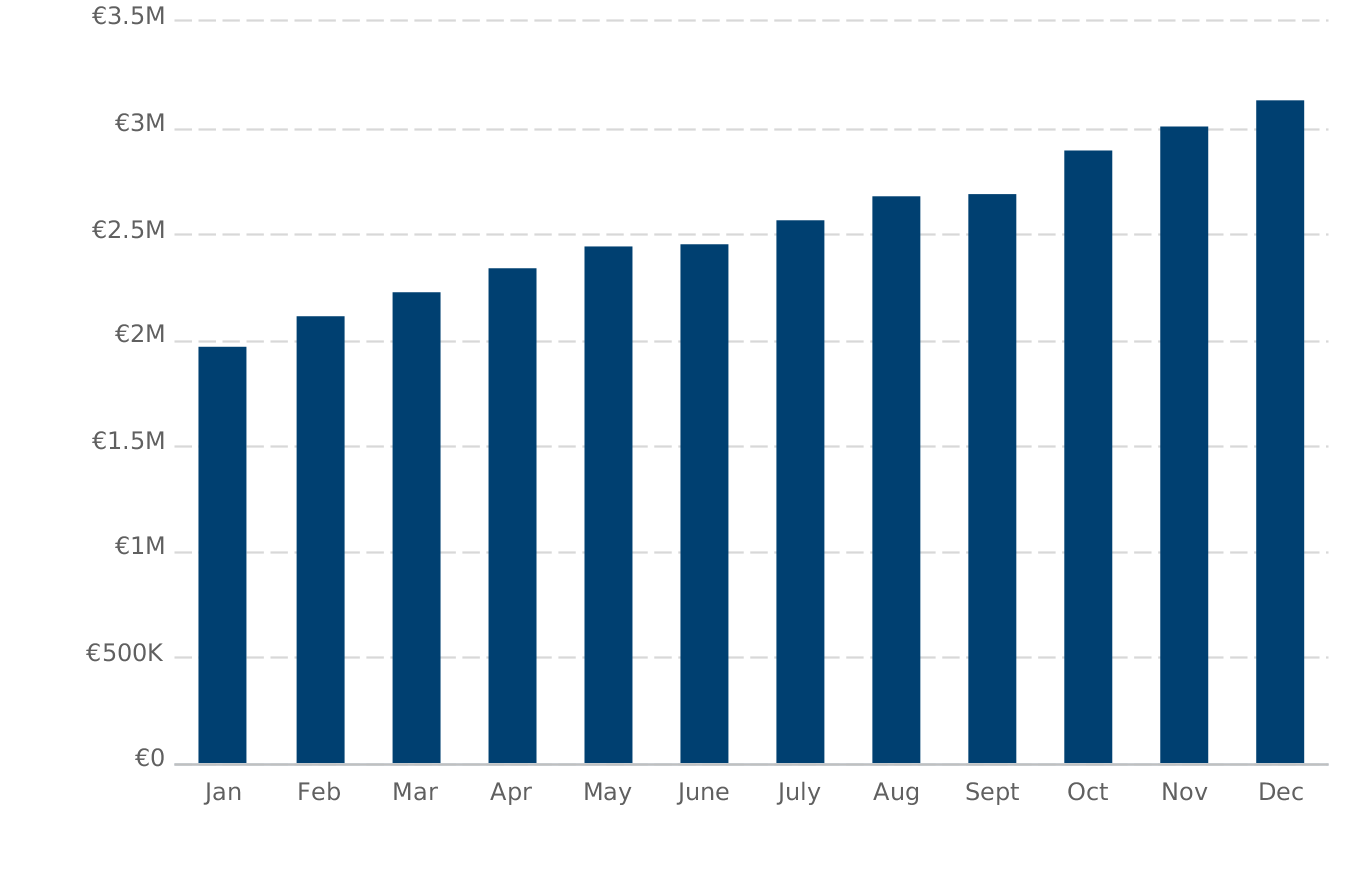 €3.5M
€3M
€2.5M
€2M
€1.5M
€1M
€500K
€0
Jan Feb Mar Apr May June July Aug Sept Oct Nov Dec